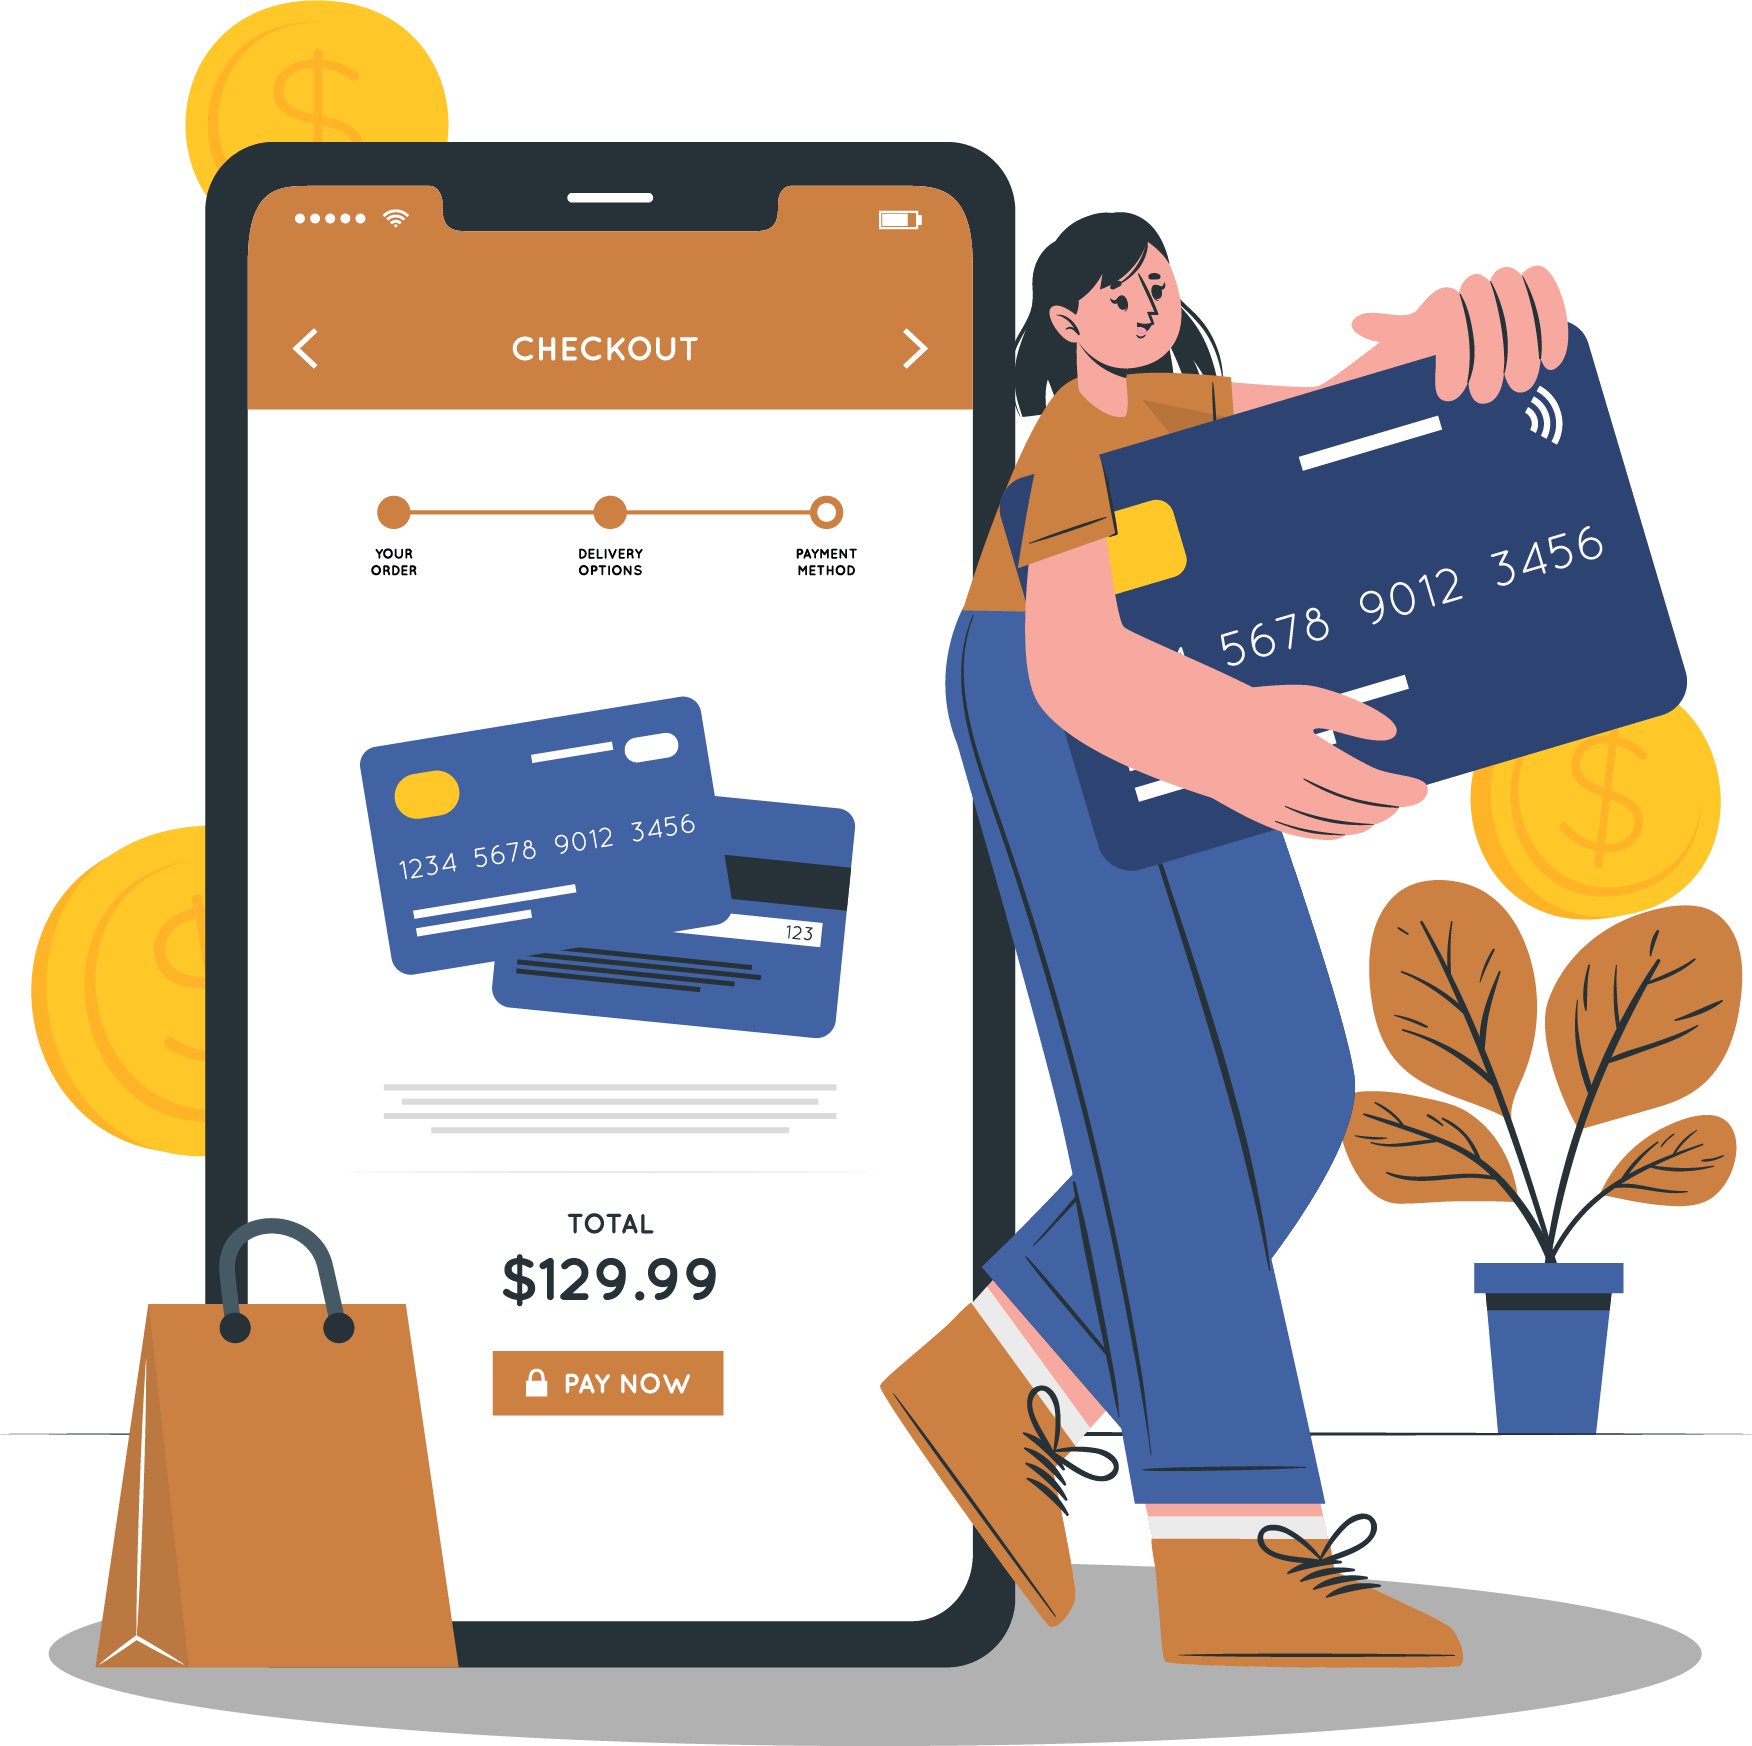 CHECKOUT
YOUR
ORDER
DELIVERY
OPTIONS
PAYMENT
METHOD
1234 5678 9012 3456
123
TOTAL
$129.99
PAY NOW
5678 9012 3456
$
$
$